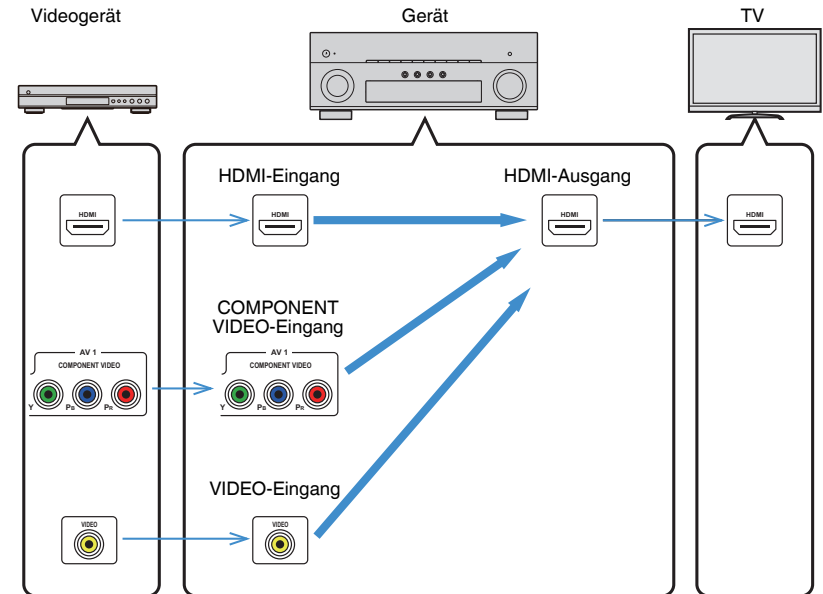 Videogerät
Gerät
TV
HDMI-Eingang
HDMI-Ausgang
HDMI
HDMI
HDMI
HDMI
COMPONENT
VIDEO-Eingang
AV 1
COMPONENT VIDEO
Y PB PR
AV 1
COMPONENT VIDEO
Y PB PR
VIDEO-Eingang
VIDEO
VIDEO